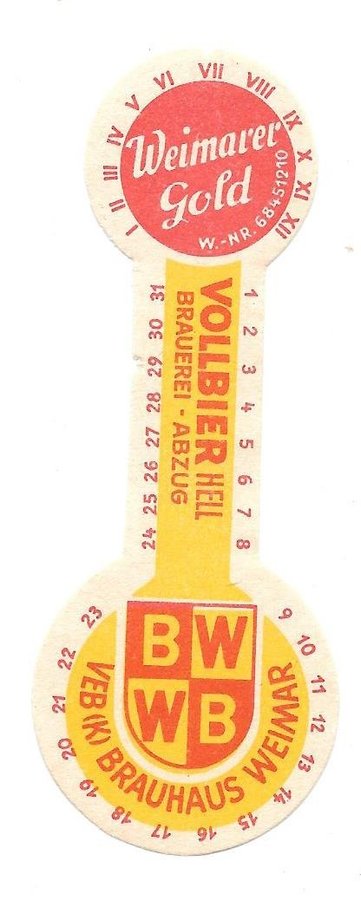 I II III IV V VI VII VIII IX X XI XII
Weimarer
Gold
W.-NR. 68451210
1 2 3 4 5 6 7 8
VOLLBIER HELL
BRAUEREI - ABZUG
31 30 29 28 27 26 25 24
23 22 21 20 19 18 17 16 15 14 13 12 11 10 9
BW
WB
VEB (K) BRAUHAUS WEIMAR